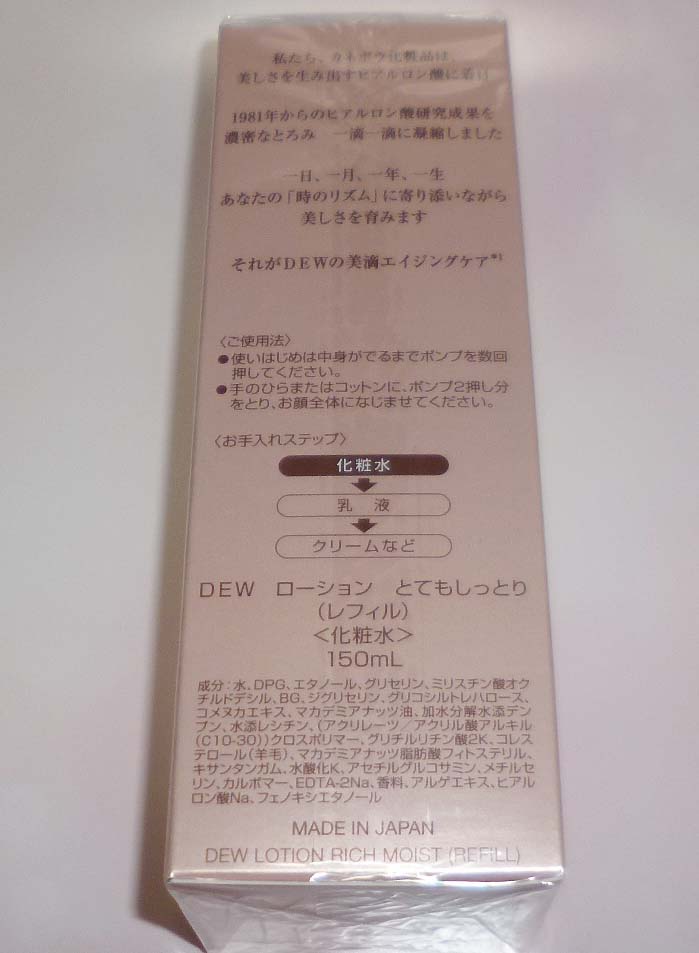 私たち、カネボウ化粧品は、
美しさを生み出すヒアルロン酸に着目
1981年からのヒアルロン酸研究成果を
濃密なとろみ　一滴一滴に凝縮しました
一日、一月、一年、一生
あなたの「時のリズム」に寄り添いながら
美しさを育みます
それがDEWの美滴エイジングケア*1
〈ご使用法〉
●使いはじめは中身がでるまでポンプを数回
押してください。
●手のひらまたはコットンに、ポンプ2押し分
をとり、お顔全体になじませてください。
〈お手入れステップ〉
化粧水
乳　液
クリームなど
DEW　ローション　とてもしっとり
（レフィル）
＜化粧水＞
150mL
成分：水、DPG、エタノール、グリセリン、ミリスチン酸オク
チルドデシル、BG、ジグリセリン、グリコシルトレハロース、
コメヌカエキス、マカデミアナッツ油、加水分解水添デン
プン、水添レシチン、（アクリレーツ／アクリル酸アルキル
（C10-30））クロスポリマー、グリチルリチン酸2K、コレス
テロール（羊毛）、マカデミアナッツ脂肪酸フィトステリル、
キサンタンガム、水酸化K、アセチルグルコサミン、メチルセ
リン、カルボマー、EDTA-2Na、香料、アルゲエキス、ヒアル
ロン酸Na、フェノキシエタノール
MADE IN JAPAN
DEW LOTION RICH MOIST (REFILL)